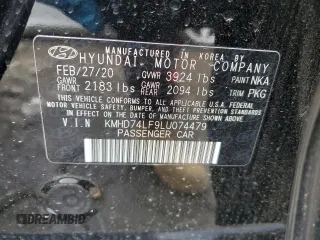 MANUFACTURED IN KOREA BY
HYUNDAI MOTOR COMPANY
FEB/27/20 GVWR 3924 lbs PAINT NKA
GAWR FRONT 2183 lbs GAWR REAR 2094 lbs TRIM PKG
THIS VEHICLE CONFORMS TO ALL APPLICABLE
U.S. FEDERAL MOTOR VEHICLE SAFETY, BUMPER,
AND THEFT PREVENTION STANDARDS
IN EFFECT ON THE DATE OF MANUFACTURE SHOWN ABOVE.
V.I.N KMHD74LF9LU074479
PASSENGER CAR
DREAMBID